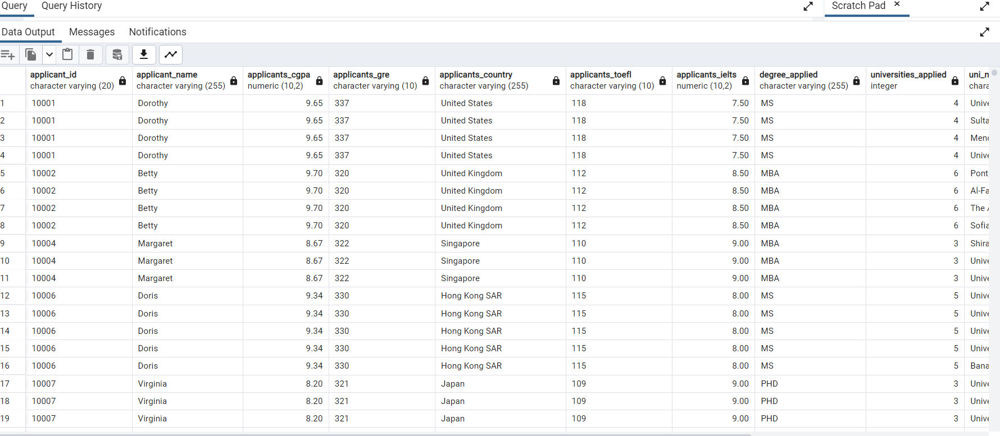 Query Query History Scratch Pad ×
Data Output Messages Notifications
applicant_id applicant_name applicants_cgpa applicants_gre applicants_country applicants_toefl applicants_ielts degree_applied universities_applied uni_n
character varying (20) character varying (255) numeric (10,2) character varying (10) character varying (255) character varying (10) numeric (10,2) character varying (255) integer chara
1 10001 Dorothy 9.65 337 United States 118 7.50 MS 4 Unive
2 10001 Dorothy 9.65 337 United States 118 7.50 MS 4 Sulta
3 10001 Dorothy 9.65 337 United States 118 7.50 MS 4 Mend
4 10001 Dorothy 9.65 337 United States 118 7.50 MS 4 Unive
5 10002 Betty 9.70 320 United Kingdom 112 8.50 MBA 6 Pont
6 10002 Betty 9.70 320 United Kingdom 112 8.50 MBA 6 Al-Fa
7 10002 Betty 9.70 320 United Kingdom 112 8.50 MBA 6 The
8 10002 Betty 9.70 320 United Kingdom 112 8.50 MBA 6 Sofia
9 10004 Margaret 8.67 322 Singapore 110 9.00 MBA 3 Shira
10 10004 Margaret 8.67 322 Singapore 110 9.00 MBA 3 Unive
11 10004 Margaret 8.67 322 Singapore 110 9.00 MBA 3 Unive
12 10006 Doris 9.34 330 Hong Kong SAR 115 8.00 MS 5 Unive
13 10006 Doris 9.34 330 Hong Kong SAR 115 8.00 MS 5 Unive
14 10006 Doris 9.34 330 Hong Kong SAR 115 8.00 MS 5 Unive
15 10006 Doris 9.34 330 Hong Kong SAR 115 8.00 MS 5 Unive
16 10006 Doris 9.34 330 Hong Kong SAR 115 8.00 MS 5 Bana
17 10007 Virginia 8.20 321 Japan 109 9.00 PHD 3 Unive
18 10007 Virginia 8.20 321 Japan 109 9.00 PHD 3 Unive
19 10007 Virginia 8.20 321 Japan 109 9.00 PHD 3 Unive